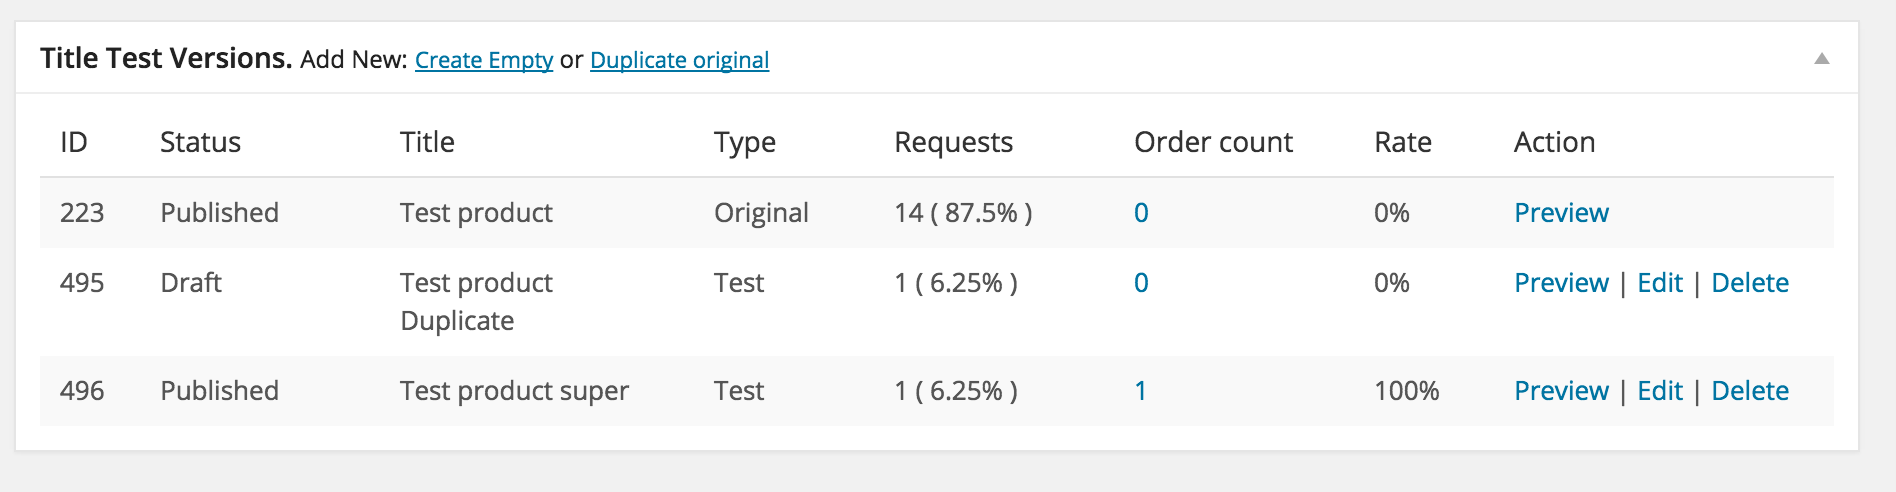 Title Test Versions. Add New: Create Empty or Duplicate original
ID Status Title Type Requests Order count Rate Action
223 Published Test product Original 14 ( 87.5% ) 0 0% Preview
495 Draft Test product Test 1 ( 6.25% ) 0 0% Preview | Edit | Delete
Duplicate
496 Published Test product super Test 1 ( 6.25% ) 1 100% Preview | Edit | Delete